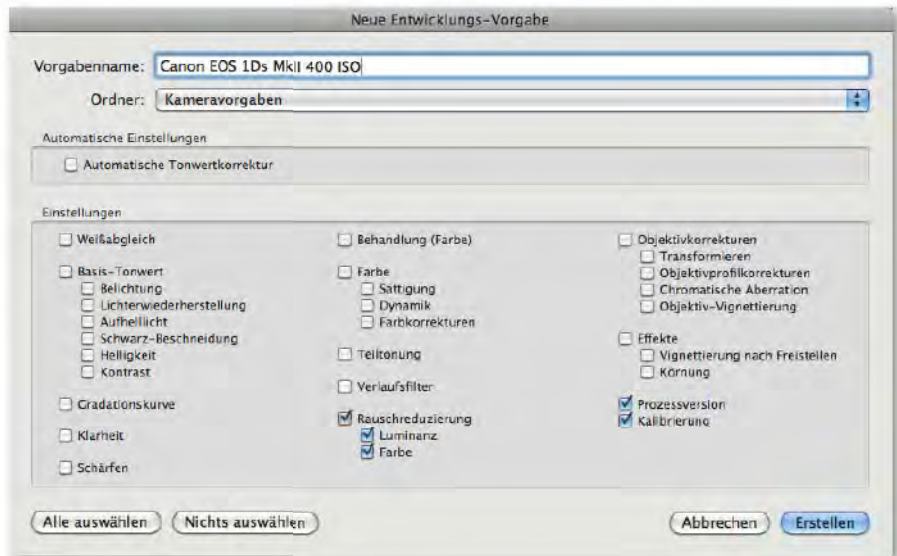 Neue Entwicklungs-Vorgabe
Vorgabenname: Canon EOS 1Ds MkII 400 ISO
Ordner: Kameravorgaben
Automatische Einstellungen
Automatische Tonwertkorrektur
Einstellungen
Weißabgleich
Basis-Tonwert
Belichtung
Lichterwiederherstellung
Aufhelllicht
Schwarz-Beschneidung
Helligkeit
Kontrast
Gradationskurve
Klarheit
Schärfen
Behandlung (Farbe)
Farbe
Sättigung
Dynamik
Farbkorrekturen
Teiltonung
Verlaufsfilter
Rauschreduzierung
Luminanz
Farbe
Objektivkorrekturen
Transformieren
Objektivprofilkorrekturen
Chromatische Aberration
Objektiv-Vignettierung
Effekte
Vignettierung nach Freistellen
Körnung
Prozessversion
Kalibrierung
Alle auswählen Nichts auswählen Abbrechen Erstellen